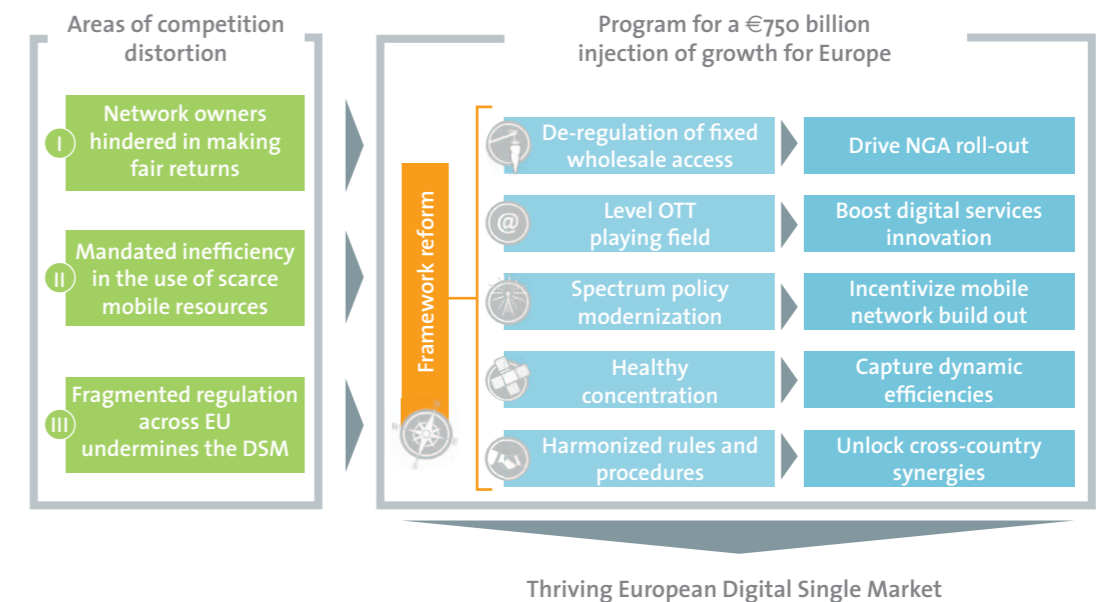 Areas of competition
distortion
I
Network owners
hindered in making
fair returns
II
Mandated inefficiency
in the use of scarce
mobile resources
III
Fragmented regulation
across EU
undermines the DSM
Program for a €750 billion
injection of growth for Europe
Framework reform
De-regulation of fixed
wholesale access
Drive NGA roll-out
@
Level OTT
playing field
Boost digital services
innovation
Spectrum policy
modernization
Incentivize mobile
network build out
Healthy
concentration
Capture dynamic
efficiencies
Harmonized rules and
procedures
Unlock cross-country
synergies
Thriving European Digital Single Market